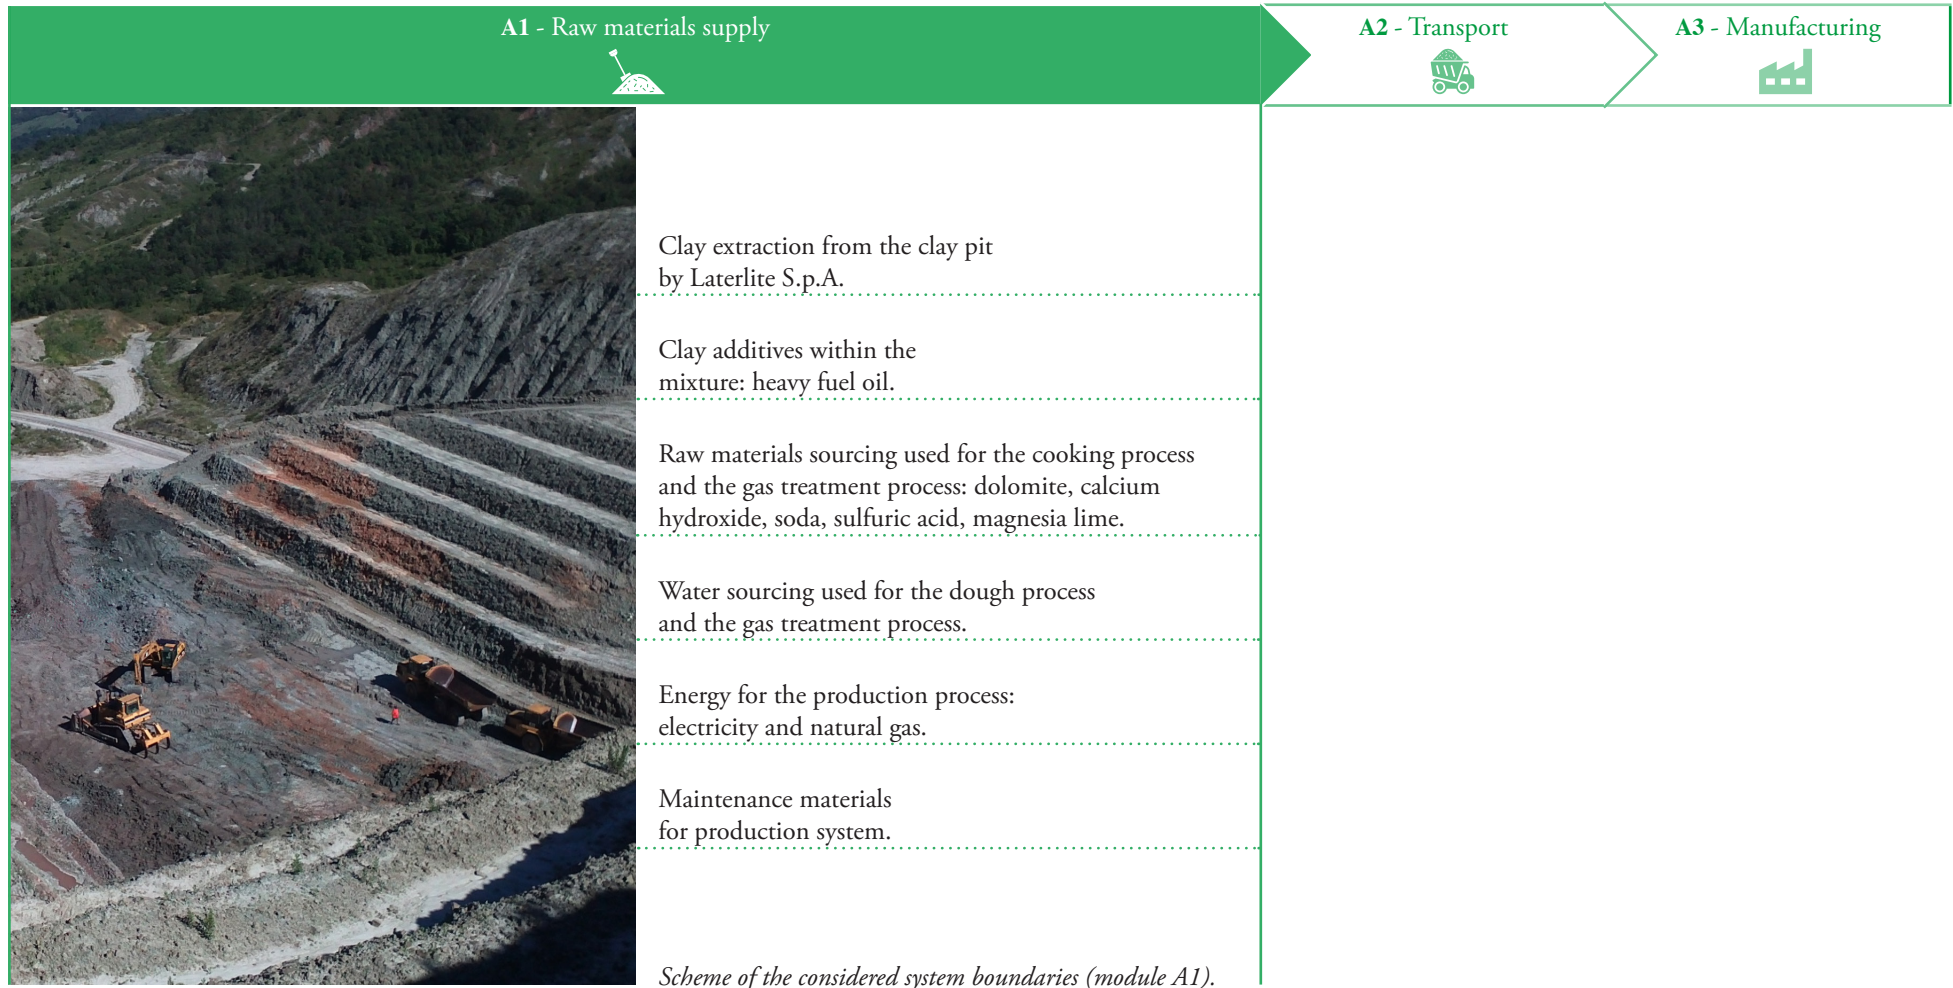 A1 - Raw materials supply
A2 - Transport
A3 - Manufacturing
Clay extraction from the clay pit
by Laterlite S.p.A.
Clay additives within the
mixture: heavy fuel oil.
Raw materials sourcing used for the cooking process
and the gas treatment process: dolomite, calcium
hydroxide, soda, sulfuric acid, magnesia lime.
Water sourcing used for the dough process
and the gas treatment process.
Energy for the production process:
electricity and natural gas.
Maintenance materials
for production system.
Scheme of the considered system boundaries (module A1).